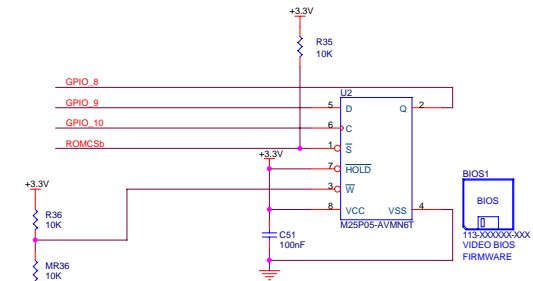 +3.3V
R35
10K
GPIO_8
U2
GPIO_9
5
D
Q
2
GPIO_10
6
C
ROMCSb
1
S
+3.3V
7
HOLD
BIOS1
+3.3V
3
W
BIOS
R36
10K
8
VCC
VSS
4
M25P05-AVMN6T
113-XXXXXX-XXX
C51
100nF
VIDEO BIOS
FIRMWARE
MR36
10K